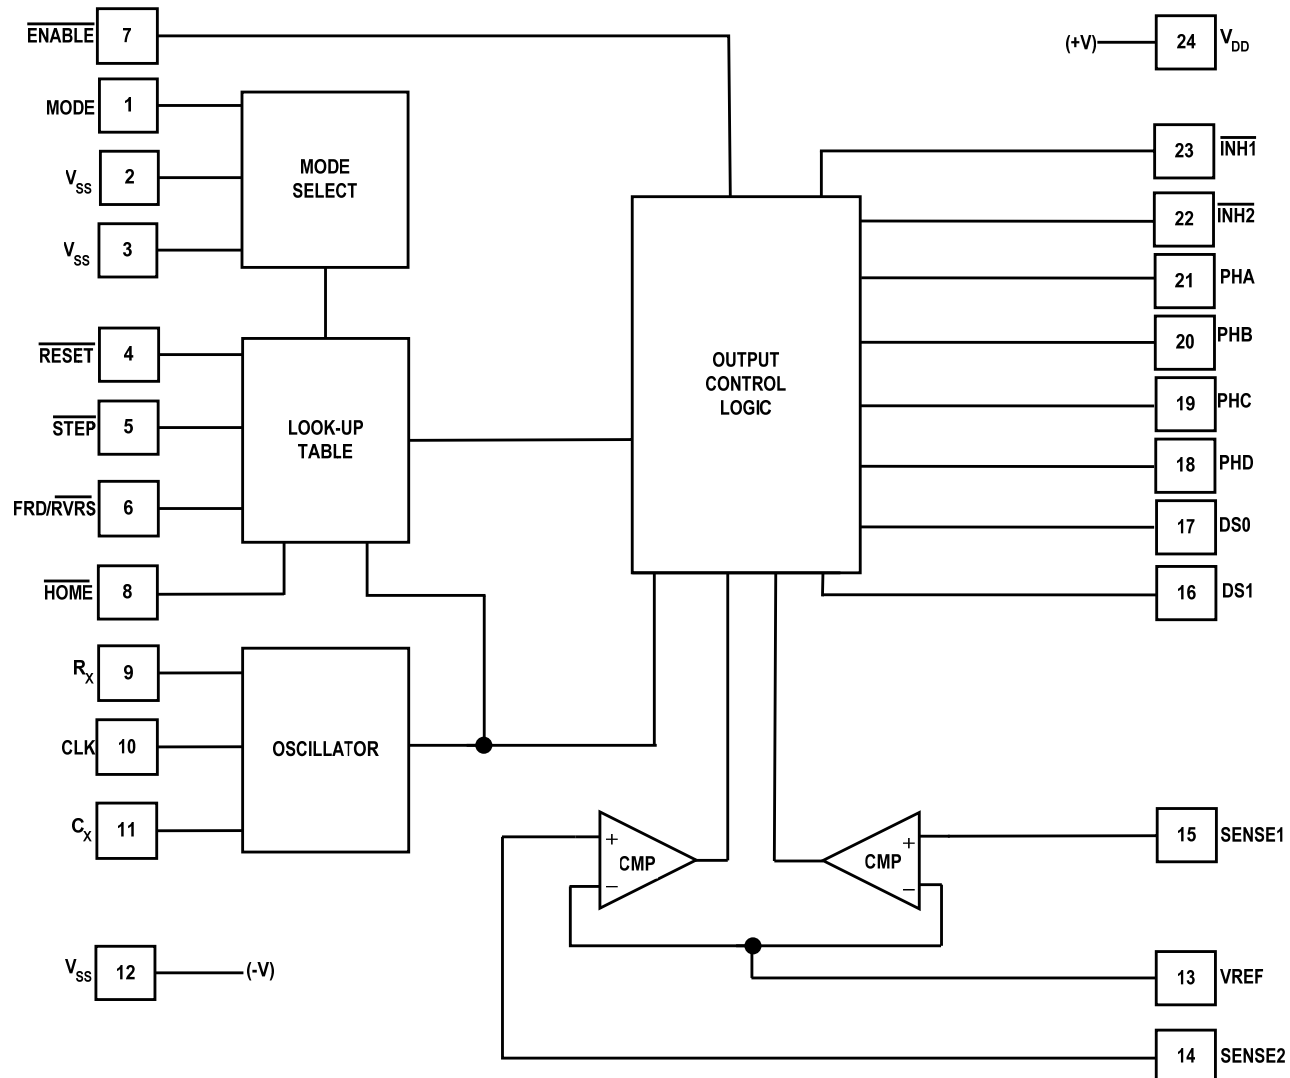 ENABLE 7
MODE 1
VSS 2
VSS 3
MODE
SELECT
RESET 4
STEP 5
FRD/RVRS 6
HOME 8
LOOK-UP
TABLE
RX 9
CLK 10
CX 11
OSCILLATOR
VSS 12 (-V)
OUTPUT
CONTROL
LOGIC
+
CMP
−
+
CMP
−
(+V) 24 VDD
23 INH1
22 INH2
21 PHA
20 PHB
19 PHC
18 PHD
17 DS0
16 DS1
15 SENSE1
13 VREF
14 SENSE2